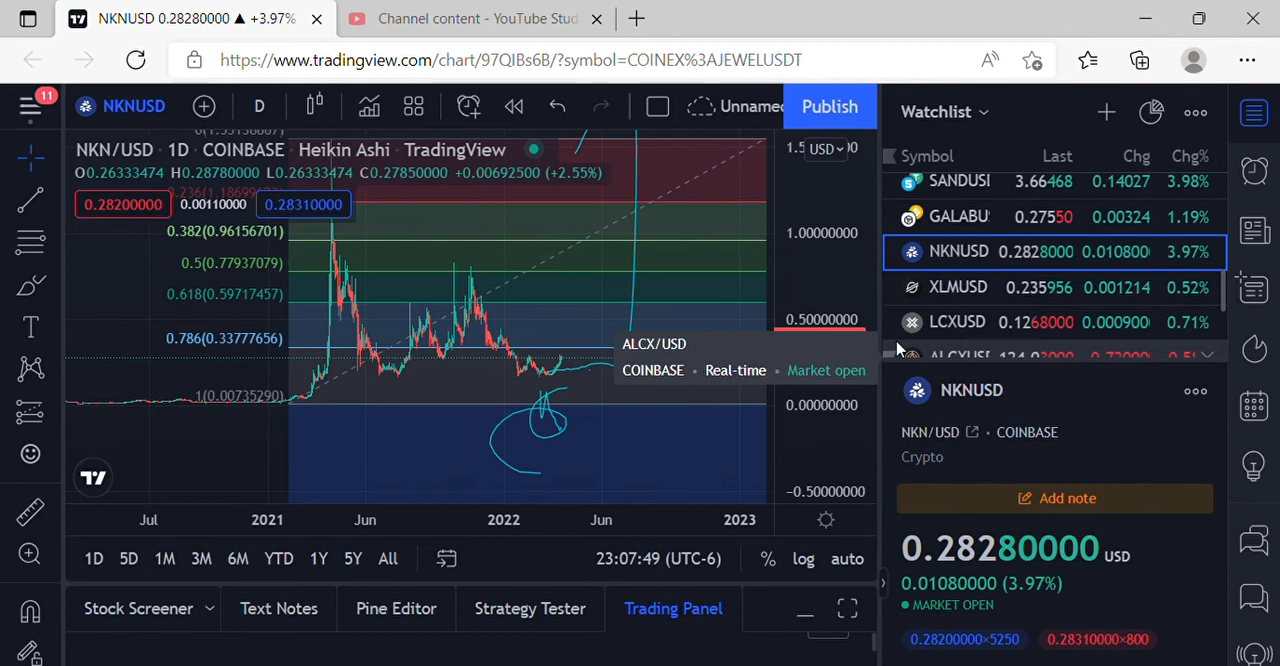 NKNUSD 0.28280000 ▲ +3.97%
Channel content - YouTube Stud
https://www.tradingview.com/chart/97QIBs6B/?symbol=COINEX%3AJEWELUSDT
11
NKNUSD
D
Unnamed
Publish
Watchlist
NKN/USD · 1D · COINBASE · Heikin Ashi · TradingView
USD
O0.26333474 H0.28780000 L0.26333474 C0.27850000 +0.00692500 (+2.55%)
0.28200000 0.00110000 0.28310000
0.382(0.96156701)
0.5(0.77937079)
0.618(0.59717457)
0.786(0.33777656)
1(0.00735290)
1.00000000
0.50000000
0.00000000
-0.50000000
ALCX/USD
COINBASE • Real-time • Market open
Jul 2021 Jun 2022 Jun 2023
1D 5D 1M 3M 6M YTD 1Y 5Y All
23:07:49 (UTC-6) % log auto
Stock Screener Text Notes Pine Editor Strategy Tester Trading Panel
Symbol Last Chg Chg%
SANDUSI 3.66468 0.14027 3.98%
GALABU 0.27550 0.00324 1.19%
NKNUSD 0.2828000 0.010800 3.97%
XLMUSD 0.235956 0.001214 0.52%
LCXUSD 0.1268000 0.000900 0.71%
NKNUSD
NKN/USD • COINBASE
Crypto
Add note
0.28280000 USD
0.01080000 (3.97%)
MARKET OPEN
0.28200000×5250 0.28310000×800